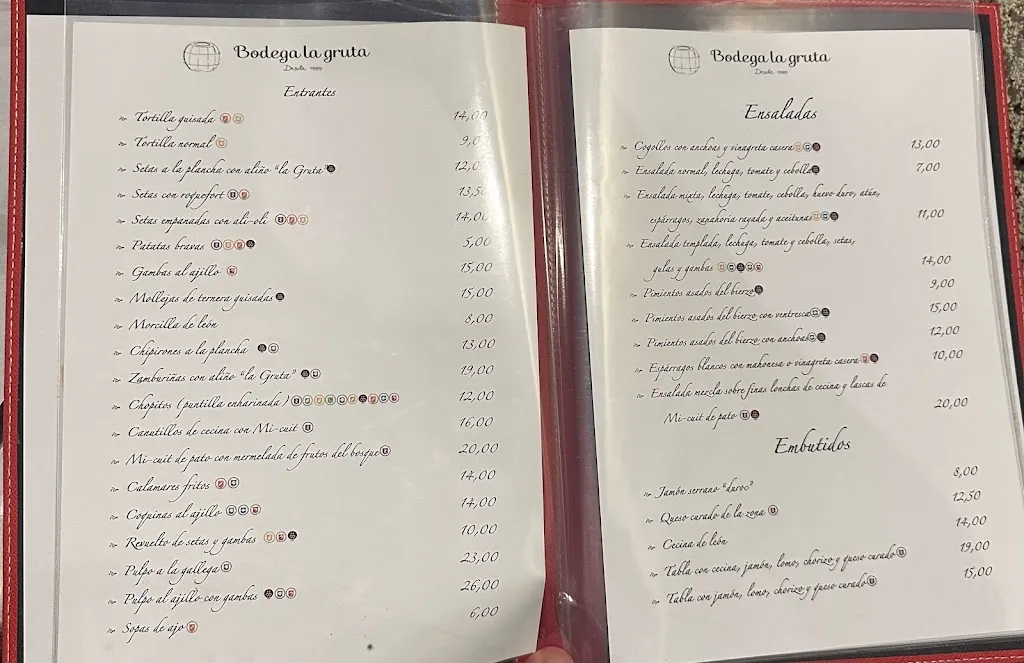 Bodega la gruta
Desde 1959
Entrantes
Tortilla guisada 14,00
Tortilla normal 9,0
Setas a la plancha con aliño "la Gruta" 12,0
Setas con roquefort 13,50
Setas empanadas con ali-oli 14,00
Patatas bravas 5,00
Gambas al ajillo 15,00
Mollejas de ternera guisadas 15,00
Morcilla de león 8,00
Chipirones a la plancha 13,00
Zamburiñas con aliño "la Gruta" 19,00
Chopitos (puntilla enharinada) 12,00
Canutillos de cecina con Mi-cuit 16,00
Mi-cuit de pato con mermelada de frutos del bosque 20,00
Calamares fritos 14,00
Coquinas al ajillo 14,00
Revuelto de setas y gambas 10,00
Pulpo a la gallega 23,00
Pulpo al ajillo con gambas 26,00
Sopas de ajo 6,00
Bodega la gruta
Desde 1959
Ensaladas
Cogollos con anchoas y vinagreta casera 13,00
Ensalada normal, lechuga, tomate y cebolla 7,00
Ensalada mixta, lechuga, tomate, cebolla, huevo duro, atún,
espárragos, zanahoria rayada y aceitunas 11,00
Ensalada templada, lechuga, tomate y cebolla, setas,
gulas y gambas 14,00
Pimientos asados del bierzo 9,00
Pimientos asados del bierzo con ventresca 15,00
Pimientos asados del bierzo con anchoas 12,00
Espárragos blancos con mahonesa o vinagreta casera 10,00
Ensalada mezcla sobre finas lonchas de cecina y lascas de
Mi-cuit de pato 20,00
Embutidos
Jamón serrano "duroc" 8,00
Queso curado de la zona 12,50
Cecina de león 14,00
Tabla con cecina, jamón, lomo, chorizo y queso curado 19,00
Tabla con jamón, lomo, chorizo y queso curado 15,00